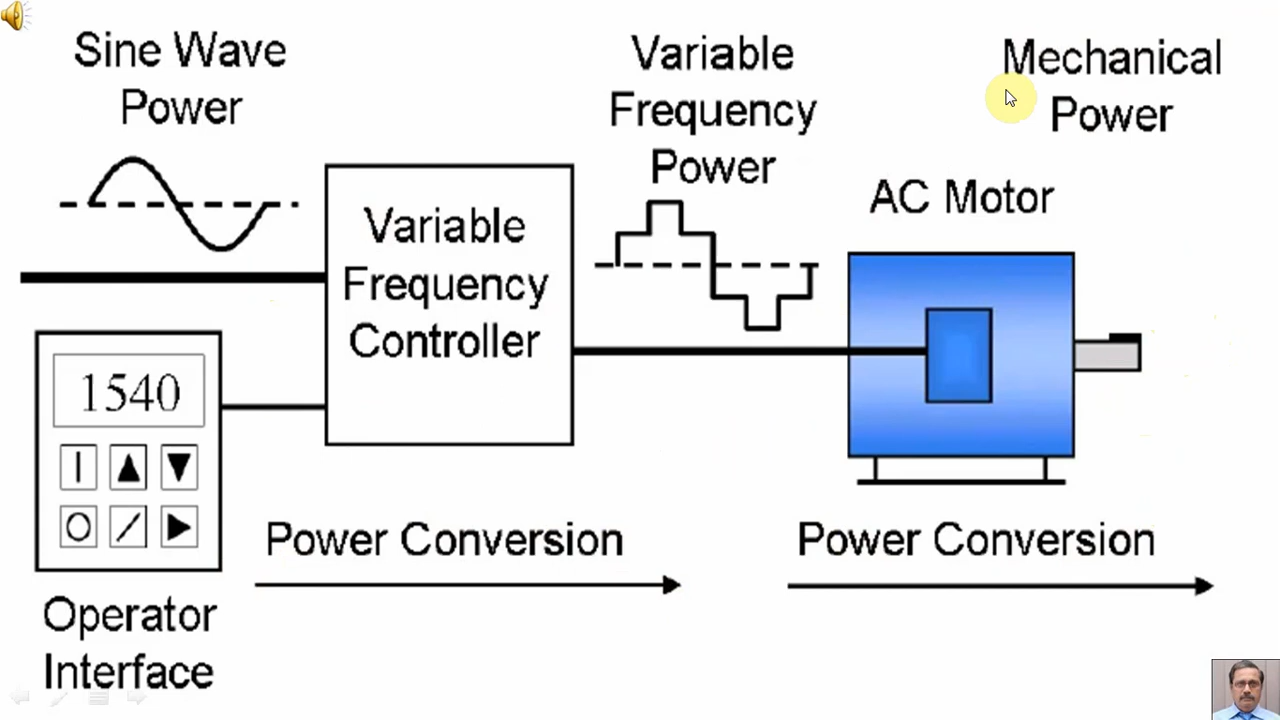 Sine Wave
Power
Variable
Frequency
Power
Mechanical
Power
AC Motor
Variable
Frequency
Controller
1540
Power Conversion
Power Conversion
Operator
Interface